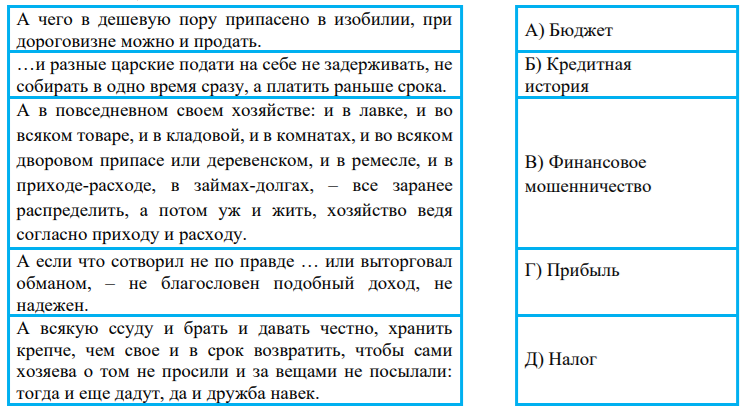 А чего в дешевую пору припасено в изобилии, при
дороговизне можно и продать.
…и разные царские подати на себе не задерживать, не
собирать в одно время сразу, а платить раньше срока.
А в повседневном своем хозяйстве: и в лавке, и во
всяком товаре, и в кладовой, и в комнатах, и во всяком
дворовом припасе или деревенском, и в ремесле, и в
приходе-расходе, в займах-долгах, – все заранее
распределить, а потом уж и жить, хозяйство ведя
согласно приходу и расходу.
А если что сотворил не по правде … или выторговал
обманом, – не благословен подобный доход, не
надежен.
А всякую ссуду и брать и давать честно, хранить
крепче, чем свое и в срок возвратить, чтобы сами
хозяева о том не просили и за вещами не посылали:
тогда и еще дадут, да и дружба навек.
А) Бюджет
Б) Кредитная
история
В) Финансовое
мошенничество
Г) Прибыль
Д) Налог